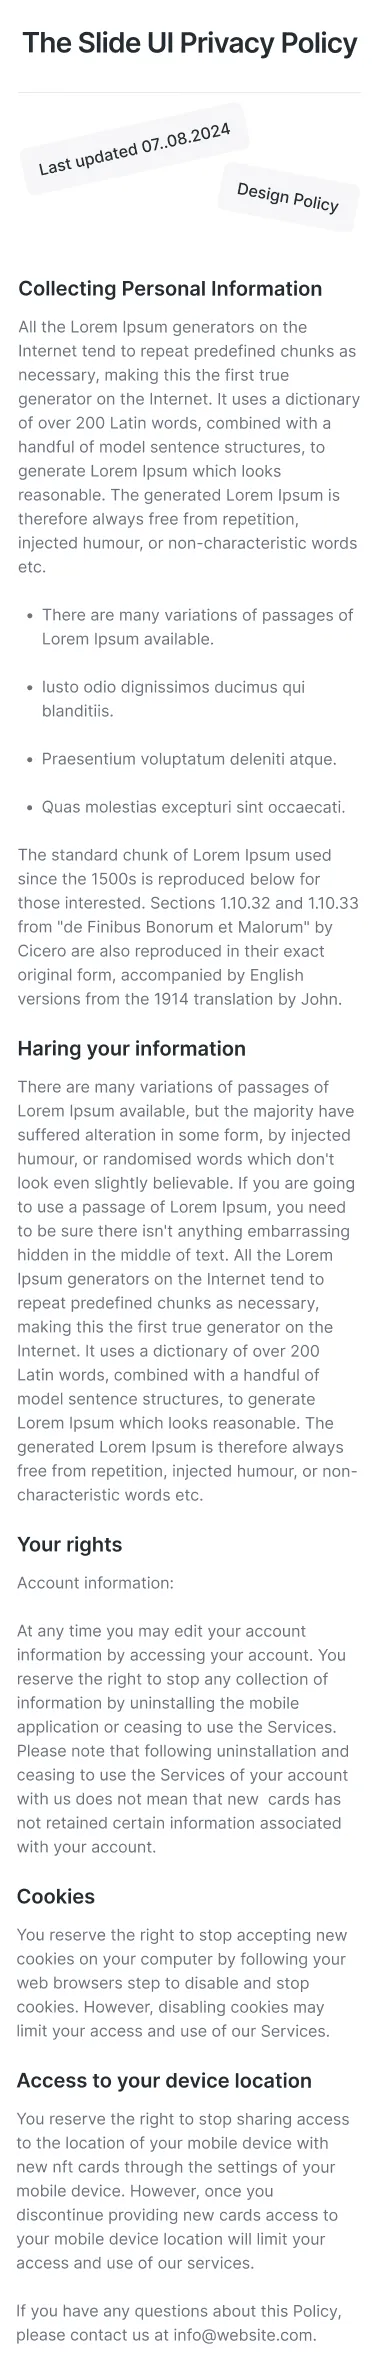 The Slide UI Privacy Policy
Last updated 07..08.2024
Design Policy
Collecting Personal Information
All the Lorem Ipsum generators on the
Internet tend to repeat predefined chunks as
necessary, making this the first true
generator on the Internet. It uses a dictionary
of over 200 Latin words, combined with a
handful of model sentence structures, to
generate Lorem Ipsum which looks
reasonable. The generated Lorem Ipsum is
therefore always free from repetition,
injected humour, or non-characteristic words
etc.
• There are many variations of passages of
Lorem Ipsum available.
• Iusto odio dignissimos ducimus qui
blanditiis.
• Praesentium voluptatum deleniti atque.
• Quas molestias excepturi sint occaecati.
The standard chunk of Lorem Ipsum used
since the 1500s is reproduced below for
those interested. Sections 1.10.32 and 1.10.33
from "de Finibus Bonorum et Malorum" by
Cicero are also reproduced in their exact
original form, accompanied by English
versions from the 1914 translation by John.
Haring your information
There are many variations of passages of
Lorem Ipsum available, but the majority have
suffered alteration in some form, by injected
humour, or randomised words which don't
look even slightly believable. If you are going
to use a passage of Lorem Ipsum, you need
to be sure there isn't anything embarrassing
hidden in the middle of text. All the Lorem
Ipsum generators on the Internet tend to
repeat predefined chunks as necessary,
making this the first true generator on the
Internet. It uses a dictionary of over 200
Latin words, combined with a handful of
model sentence structures, to generate
Lorem Ipsum which looks reasonable. The
generated Lorem Ipsum is therefore always
free from repetition, injected humour, or non-
characteristic words etc.
Your rights
Account information:
At any time you may edit your account
information by accessing your account. You
reserve the right to stop any collection of
information by uninstalling the mobile
application or ceasing to use the Services.
Please note that following uninstallation and
ceasing to use the Services of your account
with us does not mean that new  cards has
not retained certain information associated
with your account.
Cookies
You reserve the right to stop accepting new
cookies on your computer by following your
web browsers step to disable and stop
cookies. However, disabling cookies may
limit your access and use of our Services.
Access to your device location
You reserve the right to stop sharing access
to the location of your mobile device with
new nft cards through the settings of your
mobile device. However, once you
discontinue providing new cards access to
your mobile device location will limit your
access and use of our services.
If you have any questions about this Policy,
please contact us at info@website.com.